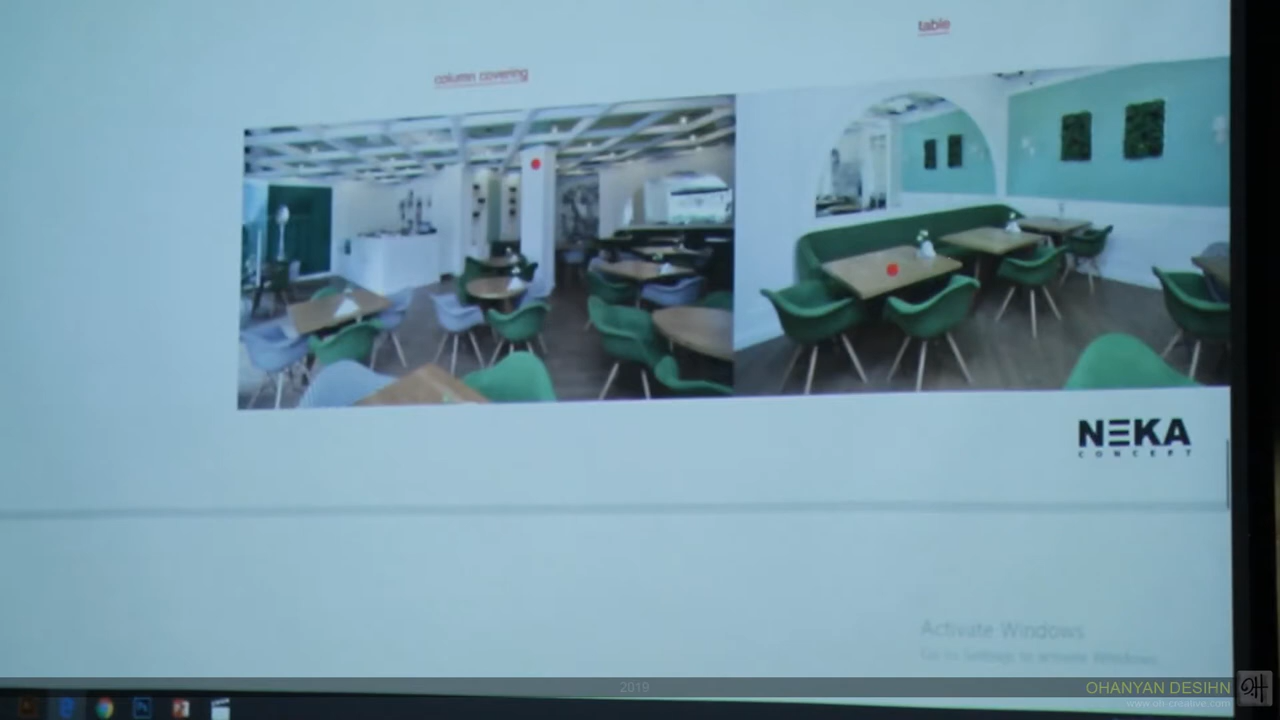 table
column covering
NEKA
CONCEPT
Activate Windows
Go to Settings to activate Windows.
2019
OHANYAN DESIHN
www.oh-creative.com